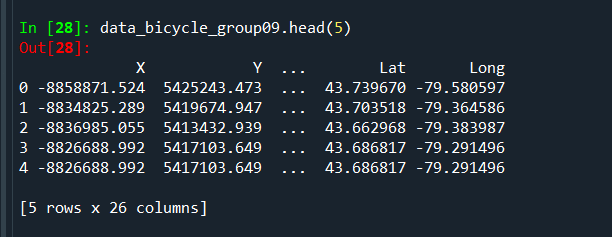 In [28]: data_bicycle_group09.head(5)
Out[28]:
X Y ... Lat Long
0 -8858871.524 5425243.473 ... 43.739670 -79.580597
1 -8834825.289 5419674.947 ... 43.703518 -79.364586
2 -8836985.055 5413432.939 ... 43.662968 -79.383987
3 -8826688.992 5417103.649 ... 43.686817 -79.291496
4 -8826688.992 5417103.649 ... 43.686817 -79.291496
[5 rows x 26 columns]